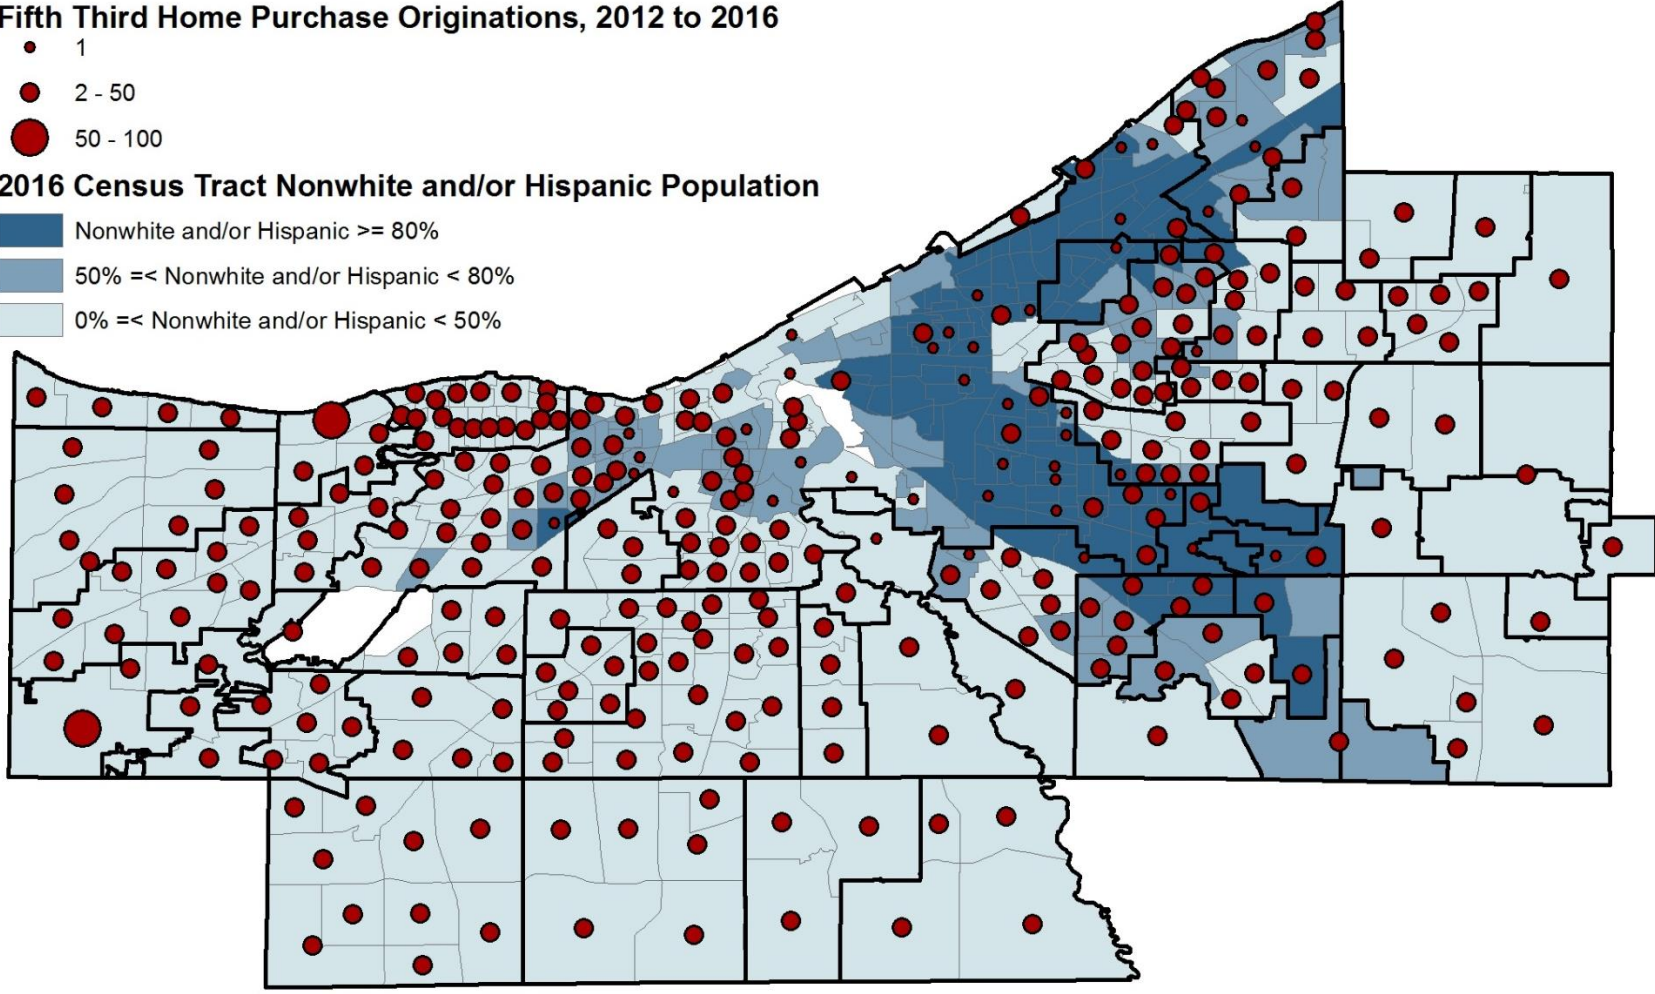 Fifth Third Home Purchase Originations, 2012 to 2016
1
2 - 50
50 - 100
2016 Census Tract Nonwhite and/or Hispanic Population
Nonwhite and/or Hispanic >= 80%
50% =< Nonwhite and/or Hispanic < 80%
0% =< Nonwhite and/or Hispanic < 50%